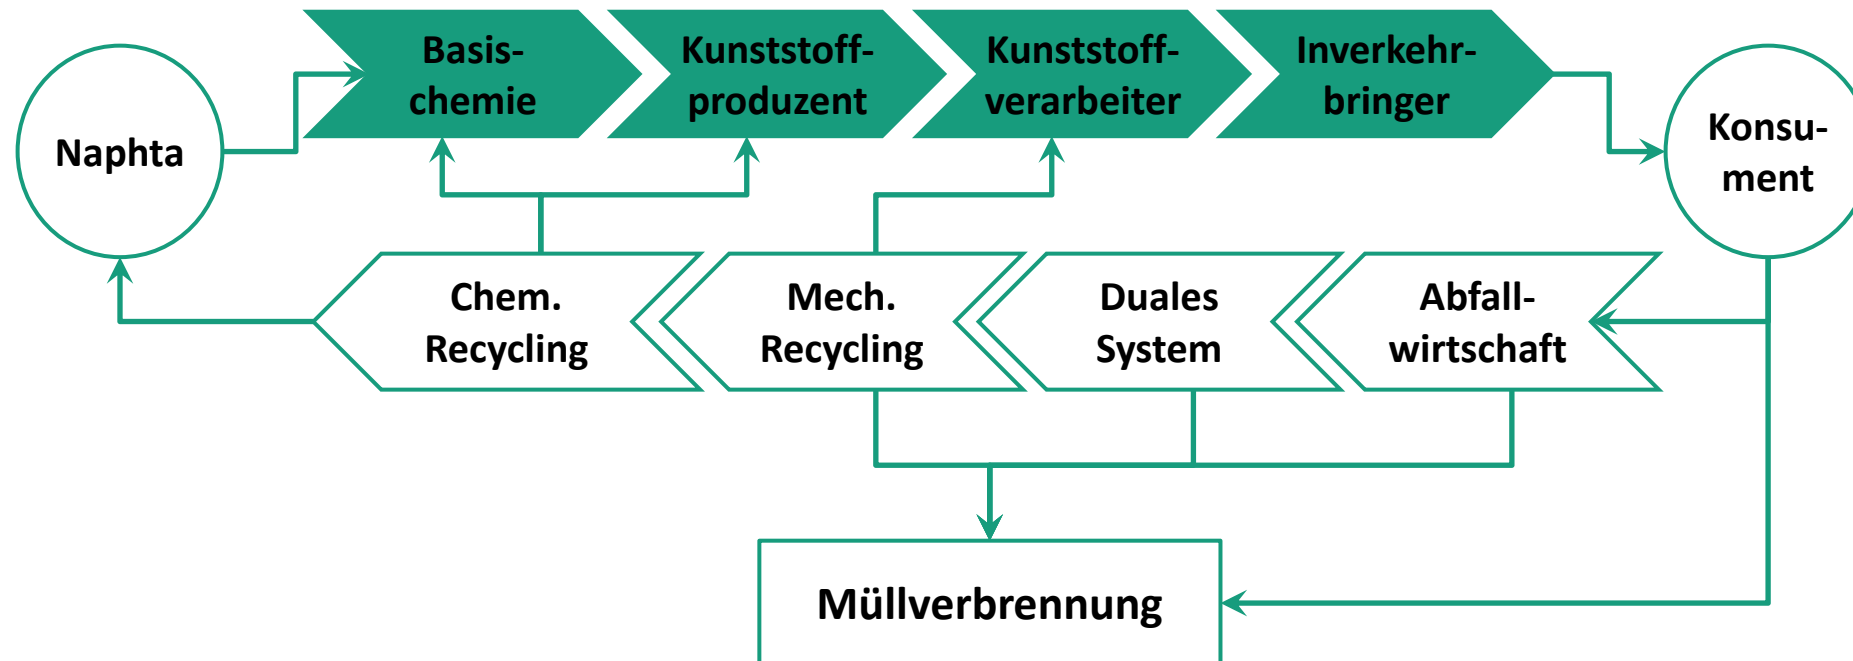 Naphta
Basis-
chemie
Kunststoff-
produzent
Kunststoff-
verarbeiter
Inverkehr-
bringer
Konsu-
ment
Chem.
Recycling
Mech.
Recycling
Duales
System
Abfall-
wirtschaft
Müllverbrennung